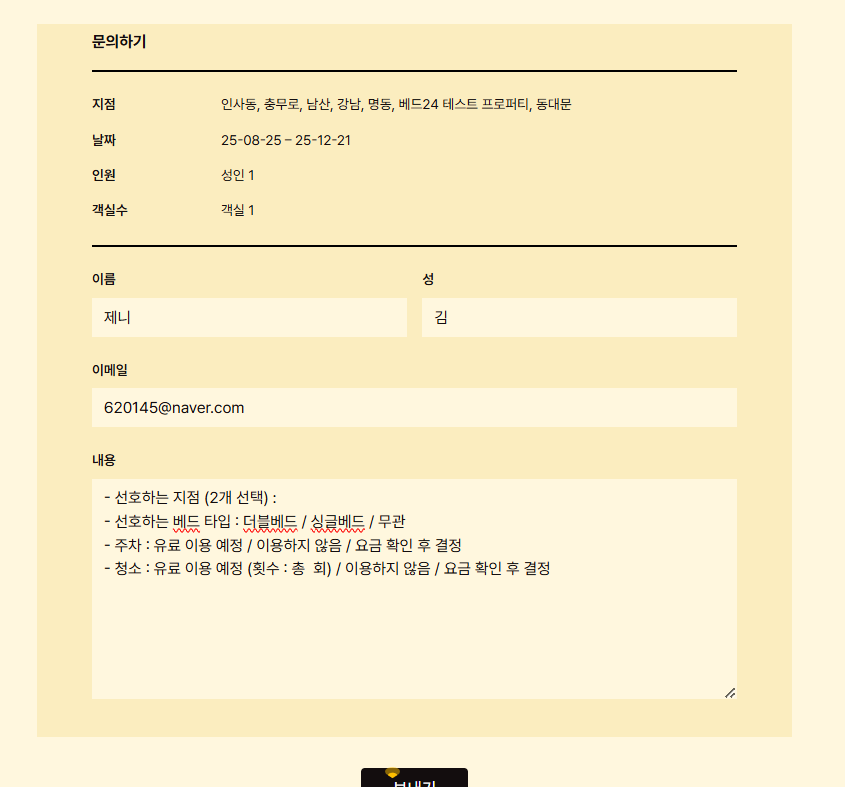 문의하기
지점 인사동, 충무로, 남산, 강남, 명동, 베드24 테스트 프로퍼티, 동대문
날짜 25-08-25 – 25-12-21
인원 성인 1
객실수 객실 1
이름 성
제니 김
이메일
620145@naver.com
내용
- 선호하는 지점 (2개 선택) :
- 선호하는 베드 타입 : 더블베드 / 싱글베드 / 무관
- 주차 : 유료 이용 예정 / 이용하지 않음 / 요금 확인 후 결정
- 청소 : 유료 이용 예정 (횟수 : 총  회) / 이용하지 않음 / 요금 확인 후 결정
보내기